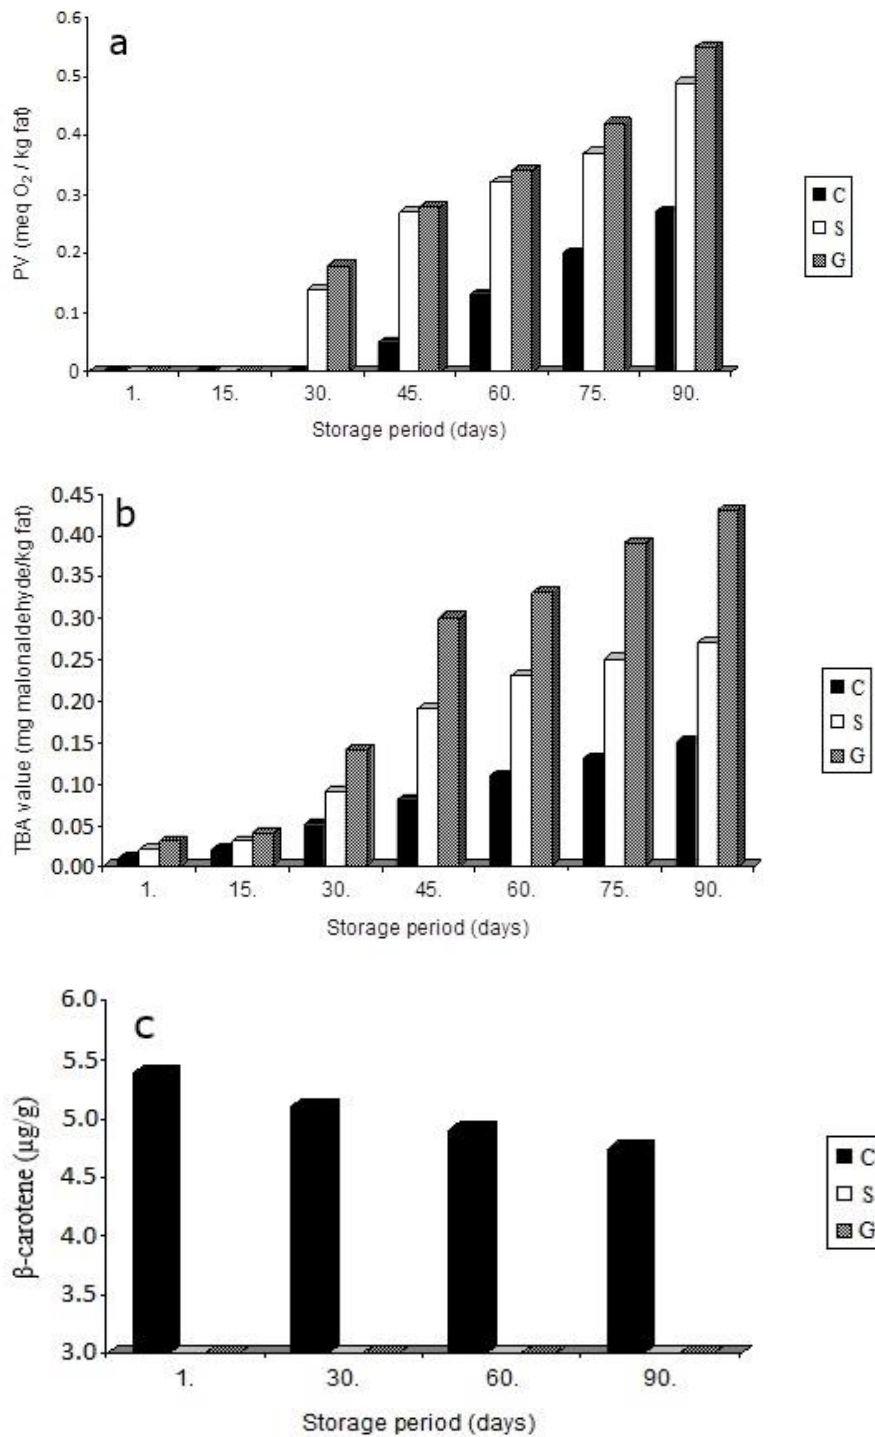 a
0.6
0.5
0.4
0.3
0.2
0.1
0
PV (meq O₂ / kg fat)
1. 15. 30. 45. 60. 75. 90.
Storage period (days)
C
S
G
b
0.45
0.40
0.35
0.30
0.25
0.20
0.15
0.10
0.05
0.00
TBA value (mg malonaldehyde/kg fat)
1. 15. 30. 45. 60. 75. 90.
Storage period (days)
C
S
G
c
6.0
5.5
5.0
4.5
4.0
3.5
3.0
β-carotene (µg/g)
1. 30. 60. 90.
Storage period (days)
C
S
G